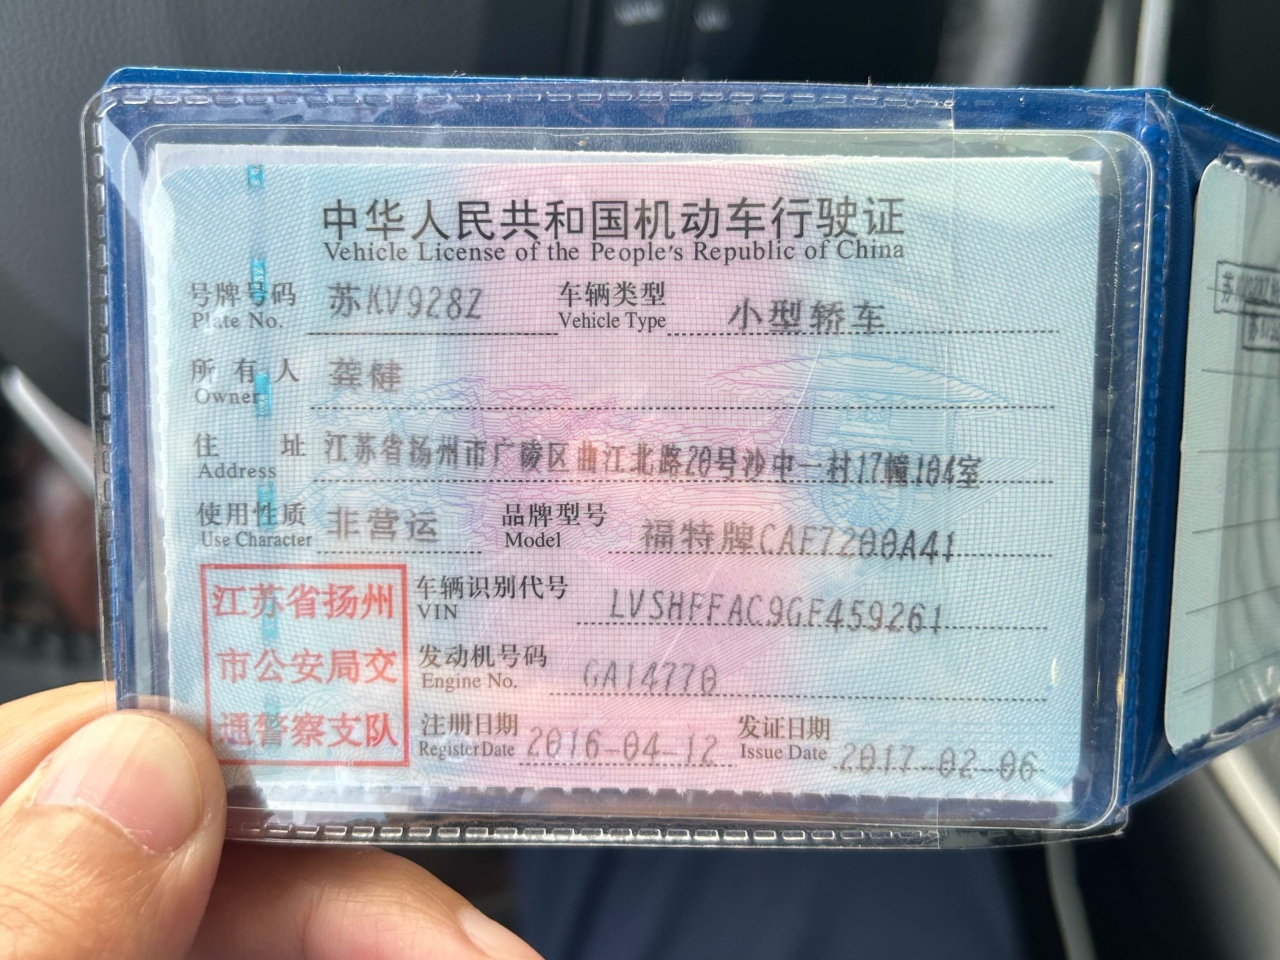 中华人民共和国机动车行驶证
Vehicle License of the People's Republic of China
号牌号码 苏KV928Z 车辆类型 小型轿车
Plate No. Vehicle Type
所有人 龚健
Owner
住址 江苏省扬州市广陵区曲江北路20号沙中一村17幢104室
Address
使用性质 非营运 品牌型号 福特牌CAF7200A41
Use Character Model
江苏省扬州
市公安局交
通警察支队
车辆识别代号 LVSHFFAC9GF459261
VIN
发动机号码 GA14770
Engine No.
注册日期 2016-04-12 发证日期 2017-02-06
Register Date Issue Date